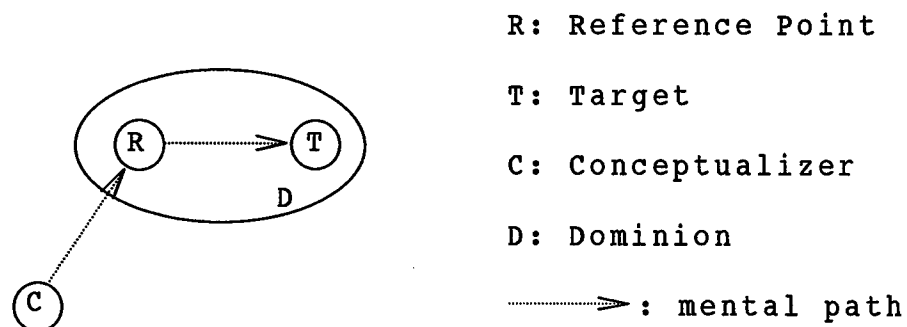 R: Reference Point
T: Target
R
T
C: Conceptualizer
D
D: Dominion
C
: mental path